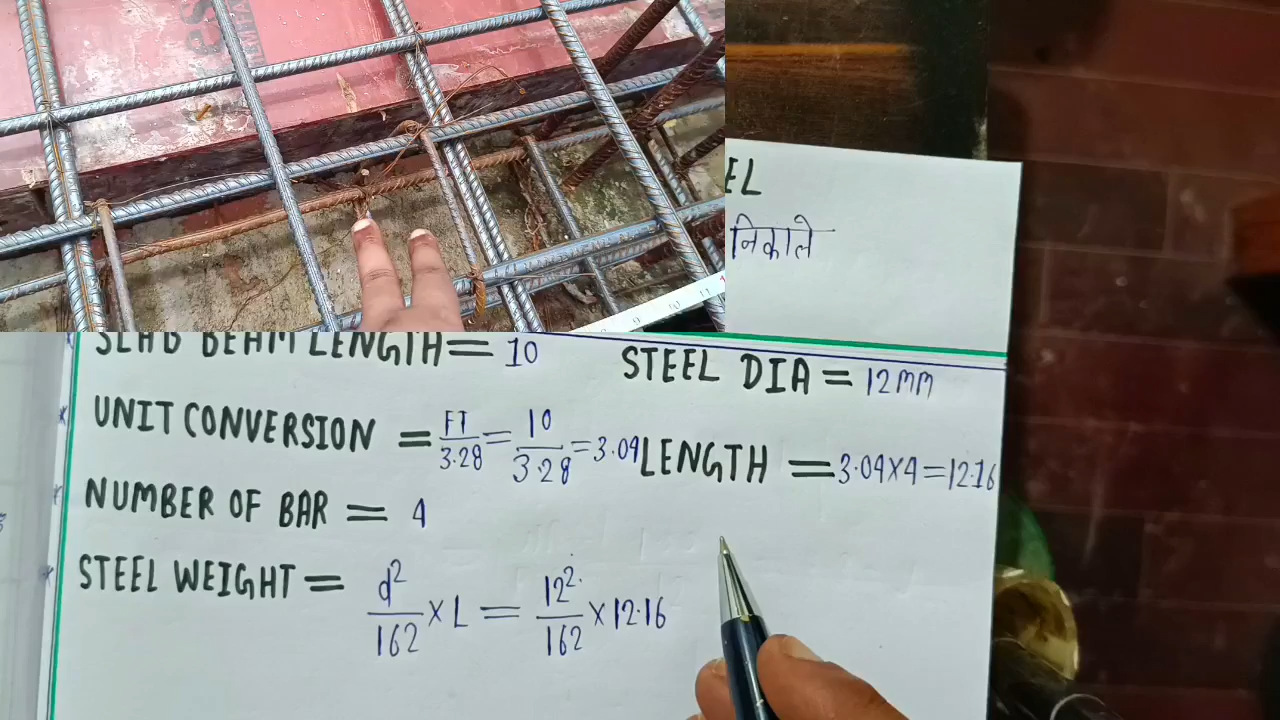 EL
निकाले
SLAB BEAM LENGTH = 10
STEEL DIA = 12MM
UNIT CONVERSION = FT/3.28 = 10/3.28 = 3.04
LENGTH = 3.04×4 = 12.16
NUMBER OF BAR = 4
STEEL WEIGHT = d²/162 × L = 12²/162 × 12.16